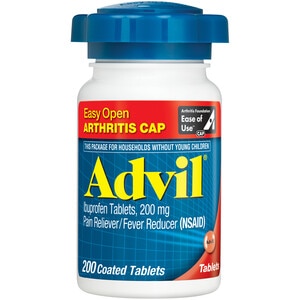 Easy Open
ARTHRITIS CAP
Arthritis Foundation
Ease of
Use
CAP
THIS PACKAGE FOR HOUSEHOLDS WITHOUT YOUNG CHILDREN.
Advil®
Ibuprofen Tablets, 200 mg
Pain Reliever/Fever Reducer (NSAID)
200 Coated Tablets
Tablets